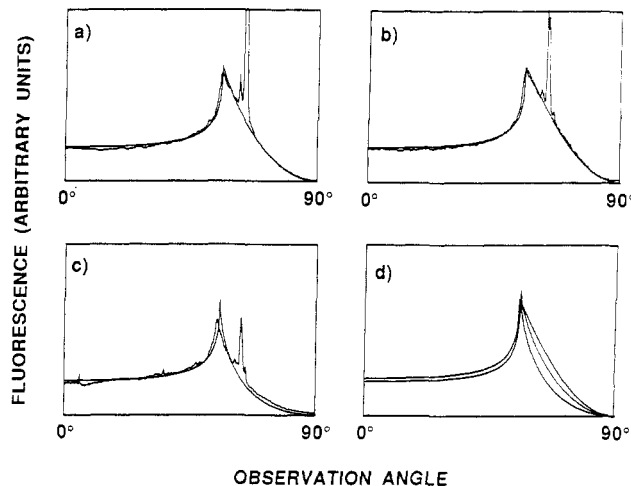 FLUORESCENCE (ARBITRARY UNITS)
a)
0°
90°
b)
0°
90°
c)
0°
90°
d)
0°
90°
OBSERVATION ANGLE